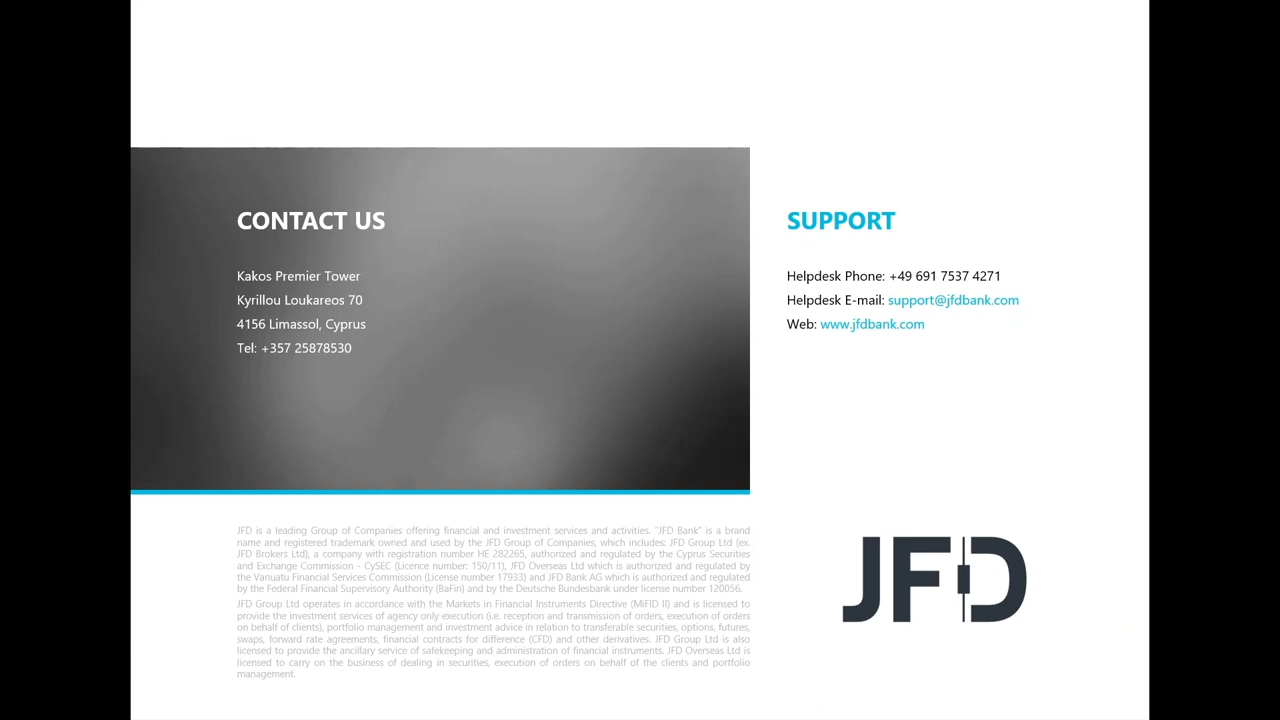 CONTACT US
Kakos Premier Tower
Kyrillou Loukareos 70
4156 Limassol, Cyprus
Tel: +357 25878530
SUPPORT
Helpdesk Phone: +49 691 7537 4271
Helpdesk E-mail: support@jfdbank.com
Web: www.jfdbank.com
JFD is a leading Group of Companies offering financial and investment services and activities. "JFD Bank" is a brand
name and registered trademark owned and used by the JFD Group of Companies, which includes: JFD Group Ltd (ex.
JFD Brokers Ltd), a company with registration number HE 282265, authorized and regulated by the Cyprus Securities
and Exchange Commission - CySEC (Licence number: 150/11), JFD Overseas Ltd which is authorized and regulated by
the Vanuatu Financial Services Commission (License number 17933) and JFD Bank AG which is authorized and regulated
by the Federal Financial Supervisory Authority (BaFin) and by the Deutsche Bundesbank under license number 120056.
JFD Group Ltd operates in accordance with the Markets in Financial Instruments Directive (MiFID II) and is licensed to
provide the investment services of agency only execution (i.e. reception and transmission of orders, execution of orders
on behalf of clients), portfolio management and investment advice in relation to transferable securities, options, futures,
swaps, forward rate agreements, financial contracts for difference (CFD) and other derivatives. JFD Group Ltd is also
licensed to provide the ancillary service of safekeeping and administration of financial instruments. JFD Overseas Ltd is
licensed to carry on the business of dealing in securities, execution of orders on behalf of the clients and portfolio
management.
JFD